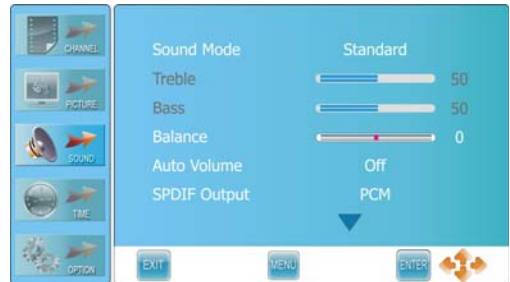 CHANNEL
PICTURE
SOUND
TIME
OPTION
Sound Mode Standard
Treble 50
Bass 50
Balance 0
Auto Volume Off
SPDIF Output PCM
EXIT MENU ENTER